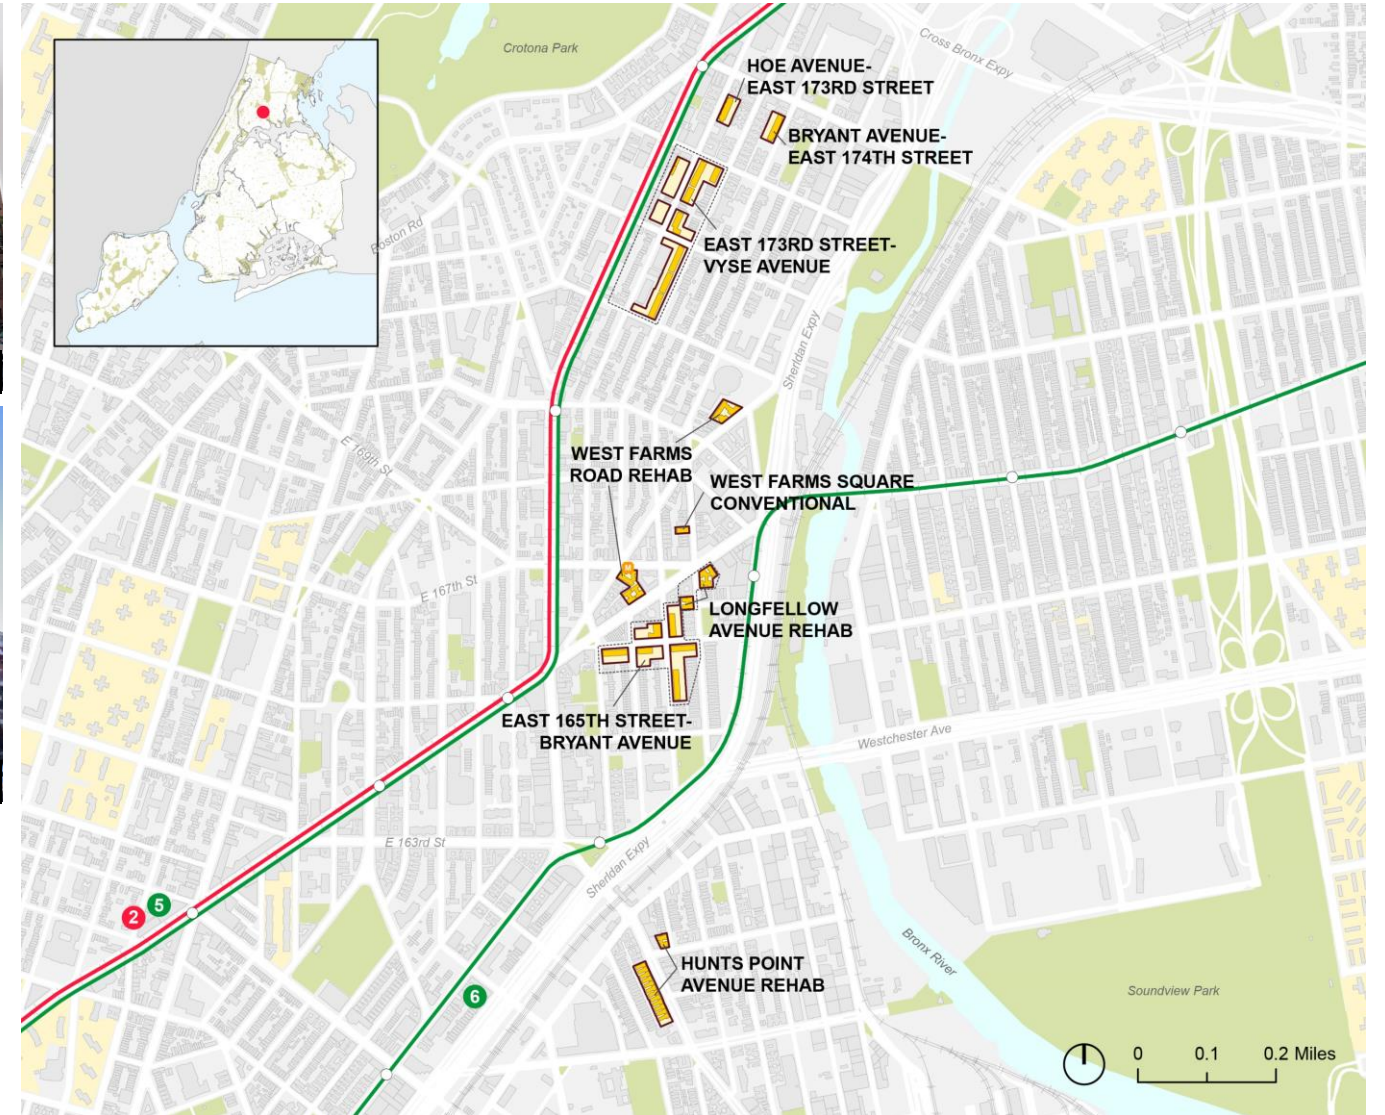 Crotona Park
Cross Bronx Expy
HOE AVENUE-
EAST 173RD STREET
BRYANT AVENUE-
EAST 174TH STREET
Boston Rd
EAST 173RD STREET-
VYSE AVENUE
Sheridan Expy
E 169th St
WEST FARMS
ROAD REHAB
WEST FARMS SQUARE
CONVENTIONAL
E 167th St
LONGFELLOW
AVENUE REHAB
EAST 165TH STREET-
BRYANT AVENUE
Westchester Ave
E 163rd St
Sheridan Expy
2
5
6
HUNTS POINT
AVENUE REHAB
Bronx River
Soundview Park
0 0.1 0.2 Miles